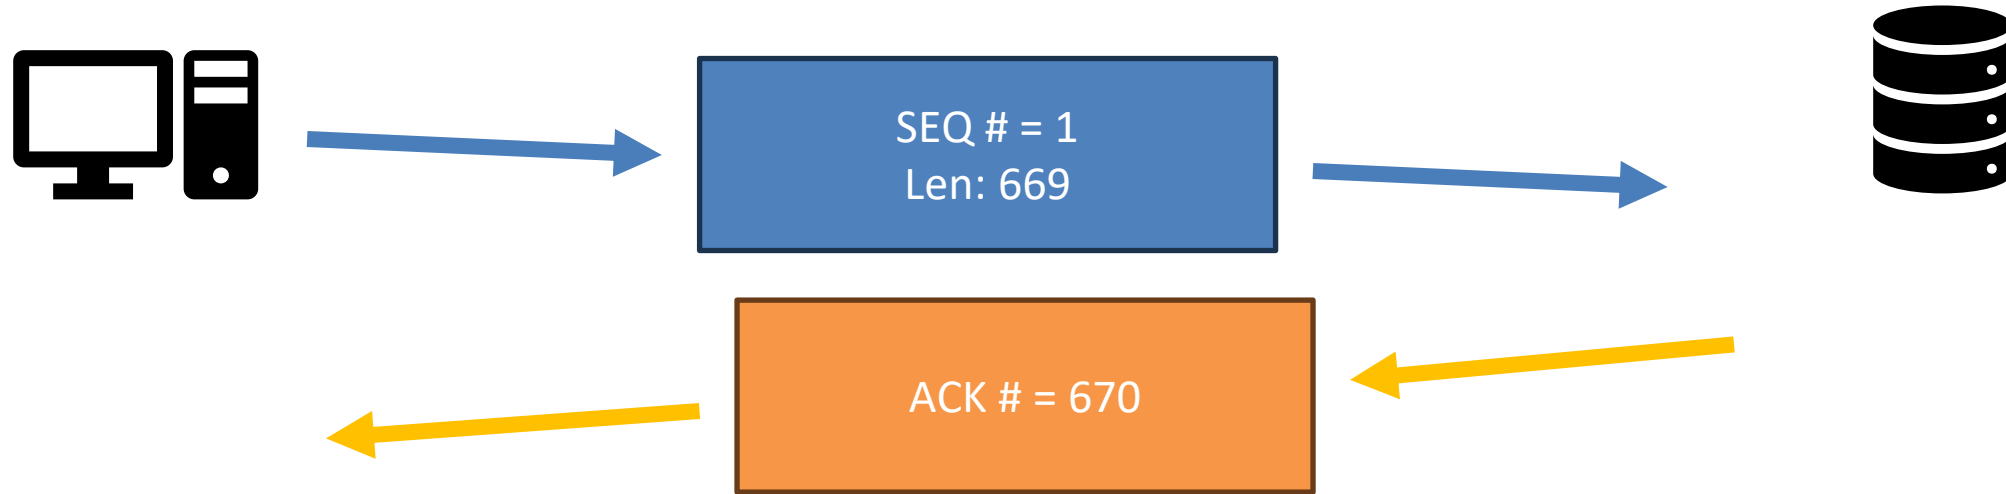 SEQ # = 1
Len: 669
ACK # = 670